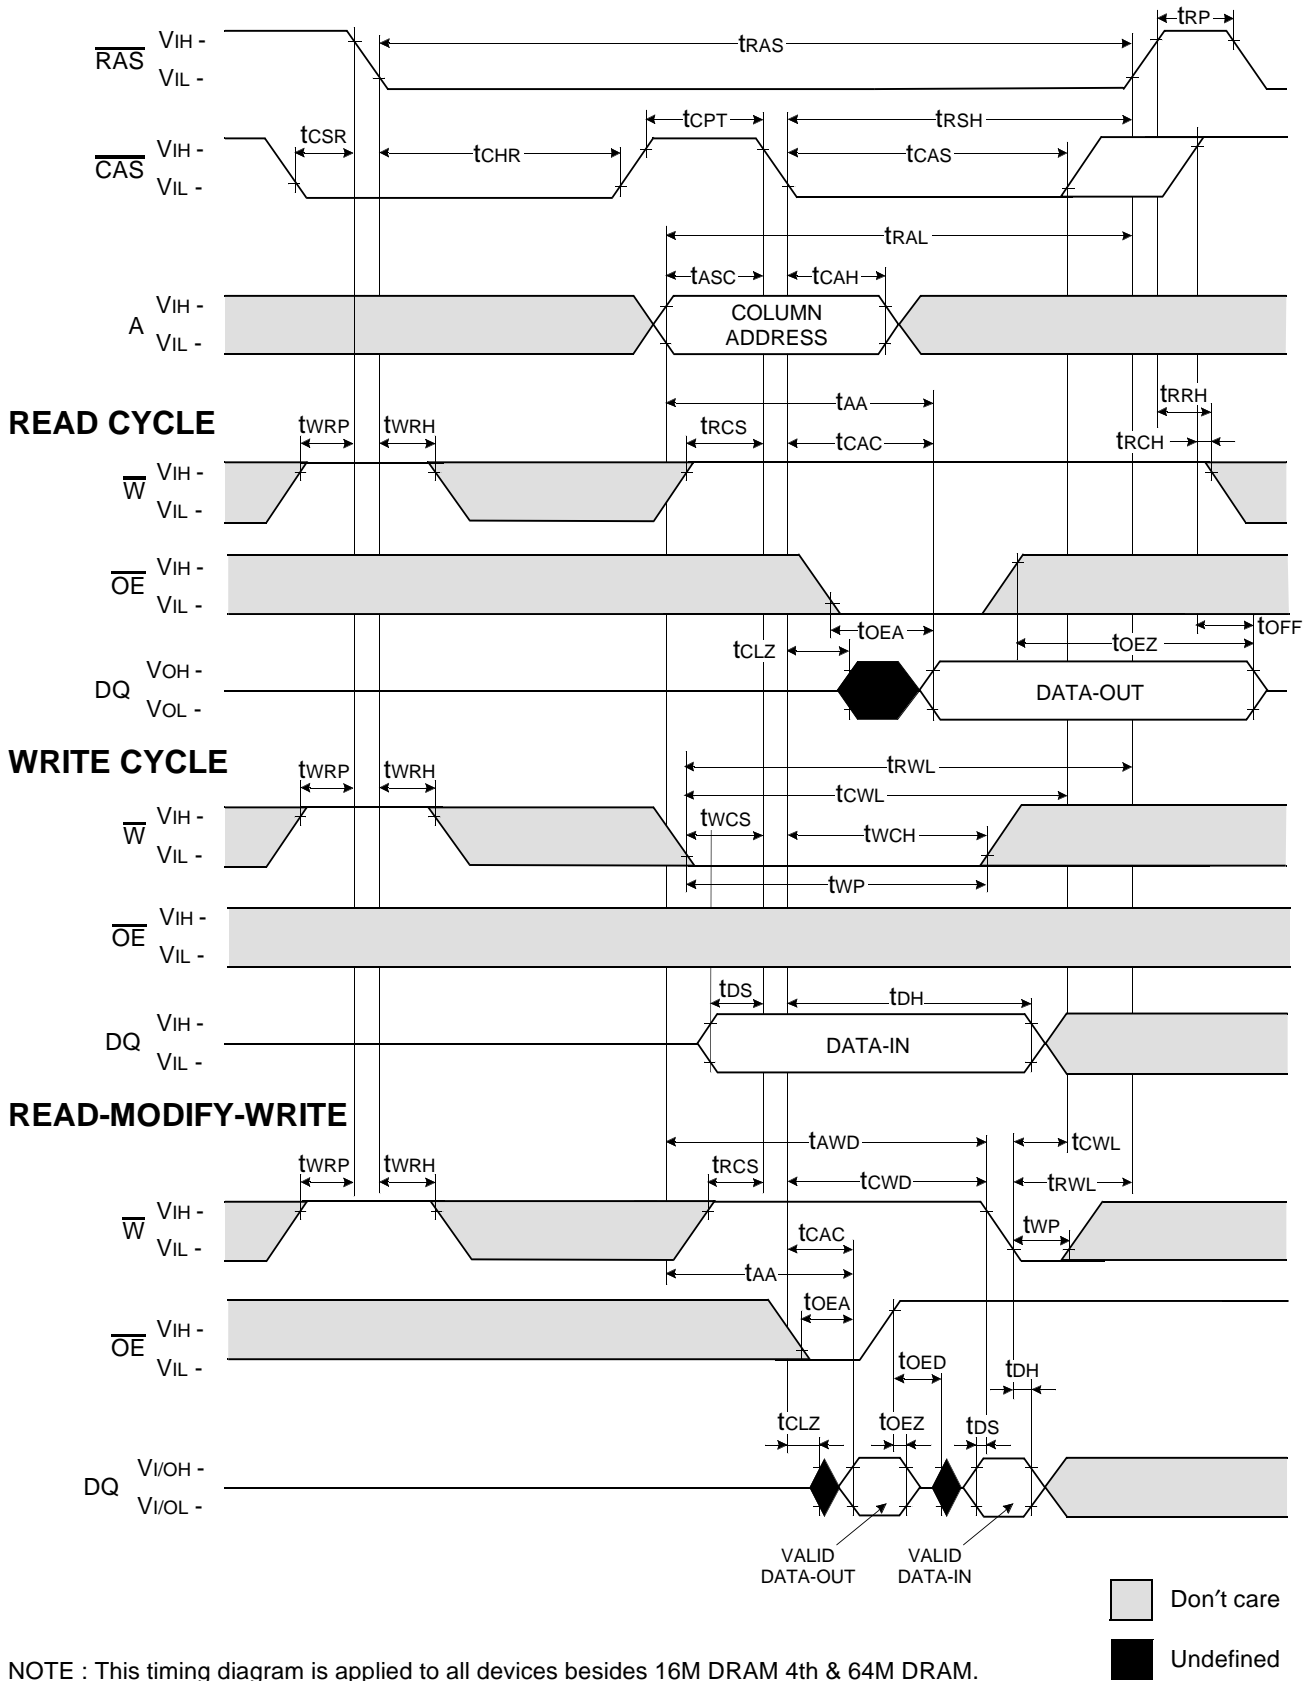 tRP
RAS VIH - tRAS
VIL -
tCPT tRSH
tCSR
CAS VIH - tCHR tCAS
VIL -
tRAL
tASC tCAH
A VIH - COLUMN
VIL - ADDRESS
READ CYCLE
tAA tRRH
tWRP tWRH tRCS tCAC tRCH
W VIH -
VIL -
OE VIH -
VIL -
tOEA tOFF
tCLZ tOEZ
DQ VOH - DATA-OUT
VOL -
WRITE CYCLE
tWRP tWRH tRWL
tCWL
W VIH - tWCS tWCH
VIL -
tWP
OE VIH -
VIL -
tDS tDH
DQ VIH - DATA-IN
VIL -
READ-MODIFY-WRITE
tAWD tCWL
tWRP tWRH tRCS tCWD tRWL
W VIH - tWP
VIL - tCAC
tAA
tOEA
OE VIH -
VIL - tOED tDH
tCLZ tOEZ tDS
DQ VI/OH -
VI/OL -
VALID VALID
DATA-OUT DATA-IN
Don′t care
Undefined
NOTE : This timing diagram is applied to all devices besides 16M DRAM 4th & 64M DRAM.